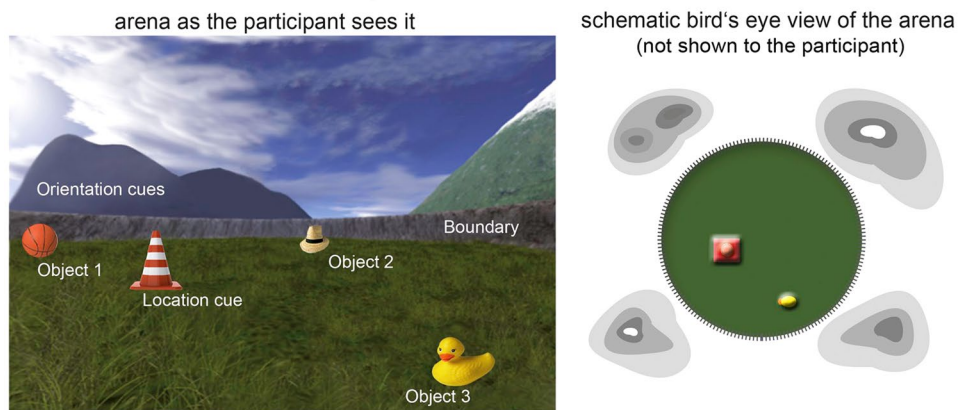 arena as the participant sees it
Orientation cues
Boundary
Object 1
Object 2
Location cue
Object 3
schematic bird's eye view of the arena
(not shown to the participant)